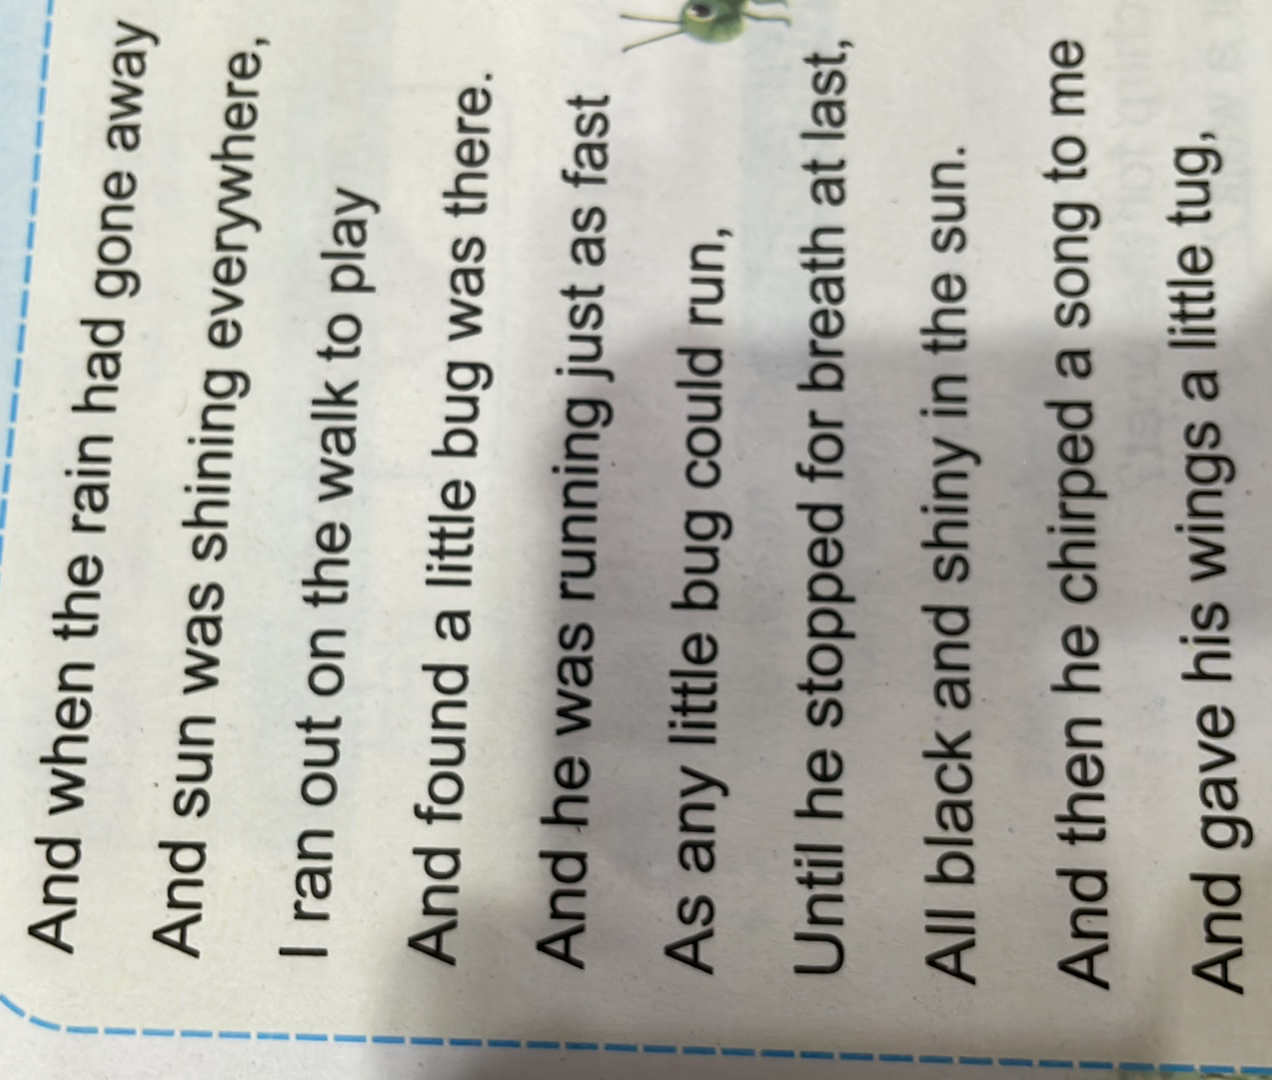 And when the rain had gone away
And sun was shining everywhere,
I ran out on the walk to play
And found a little bug was there.
And he was running just as fast
As any little bug could run,
Until he stopped for breath at last,
All black and shiny in the sun.
And then he chirped a song to me
And gave his wings a little tug,